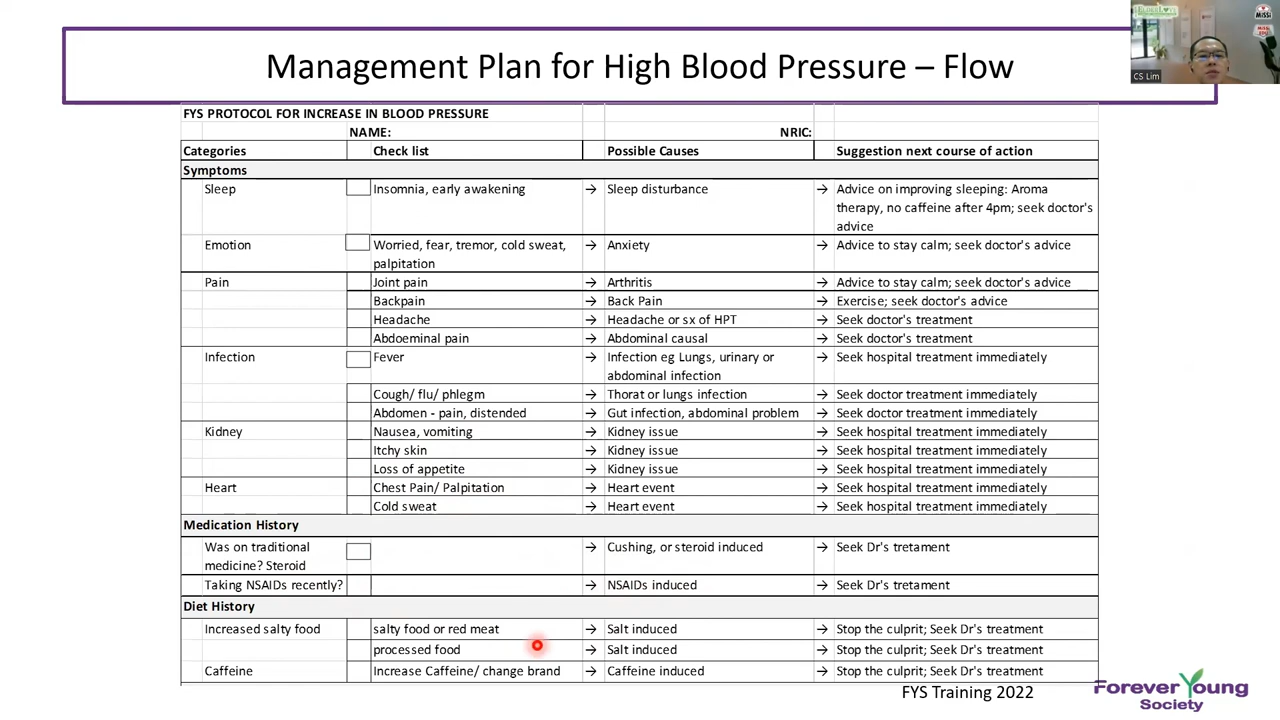 Management Plan for High Blood Pressure – Flow
CS Lim
MiSSi
FYS PROTOCOL FOR INCREASE IN BLOOD PRESSURE
NAME: NRIC:
Categories Check list Possible Causes Suggestion next course of action
Symptoms
Sleep Insomnia, early awakening → Sleep disturbance → Advice on improving sleeping: Aroma
therapy, no caffeine after 4pm; seek doctor's
advice
Emotion Worried, fear, tremor, cold sweat, → Anxiety → Advice to stay calm; seek doctor's advice
palpitation
Pain Joint pain → Arthritis → Advice to stay calm; seek doctor's advice
Backpain → Back Pain → Exercise; seek doctor's advice
Headache → Headache or sx of HPT → Seek doctor's treatment
Abdoeminal pain → Abdominal causal → Seek doctor's treatment
Infection Fever → Infection eg Lungs, urinary or → Seek hospital treatment immediately
abdominal infection
Cough/ flu/ phlegm → Thorat or lungs infection → Seek doctor treatment immediately
Abdomen - pain, distended → Gut infection, abdominal problem → Seek doctor treatment immediately
Kidney Nausea, vomiting → Kidney issue → Seek hospital treatment immediately
Itchy skin → Kidney issue → Seek hospital treatment immediately
Loss of appetite → Kidney issue → Seek hospital treatment immediately
Heart Chest Pain/ Palpitation → Heart event → Seek hospital treatment immediately
Cold sweat → Heart event → Seek hospital treatment immediately
Medication History
Was on traditional → Cushing, or steroid induced → Seek Dr's tretament
medicine? Steroid
Taking NSAIDs recently? → NSAIDs induced → Seek Dr's tretament
Diet History
Increased salty food salty food or red meat → Salt induced → Stop the culprit; Seek Dr's treatment
processed food → Salt induced → Stop the culprit; Seek Dr's treatment
Caffeine Increase Caffeine/ change brand → Caffeine induced → Stop the culprit; Seek Dr's treatment
FYS Training 2022
Forever Young
Society